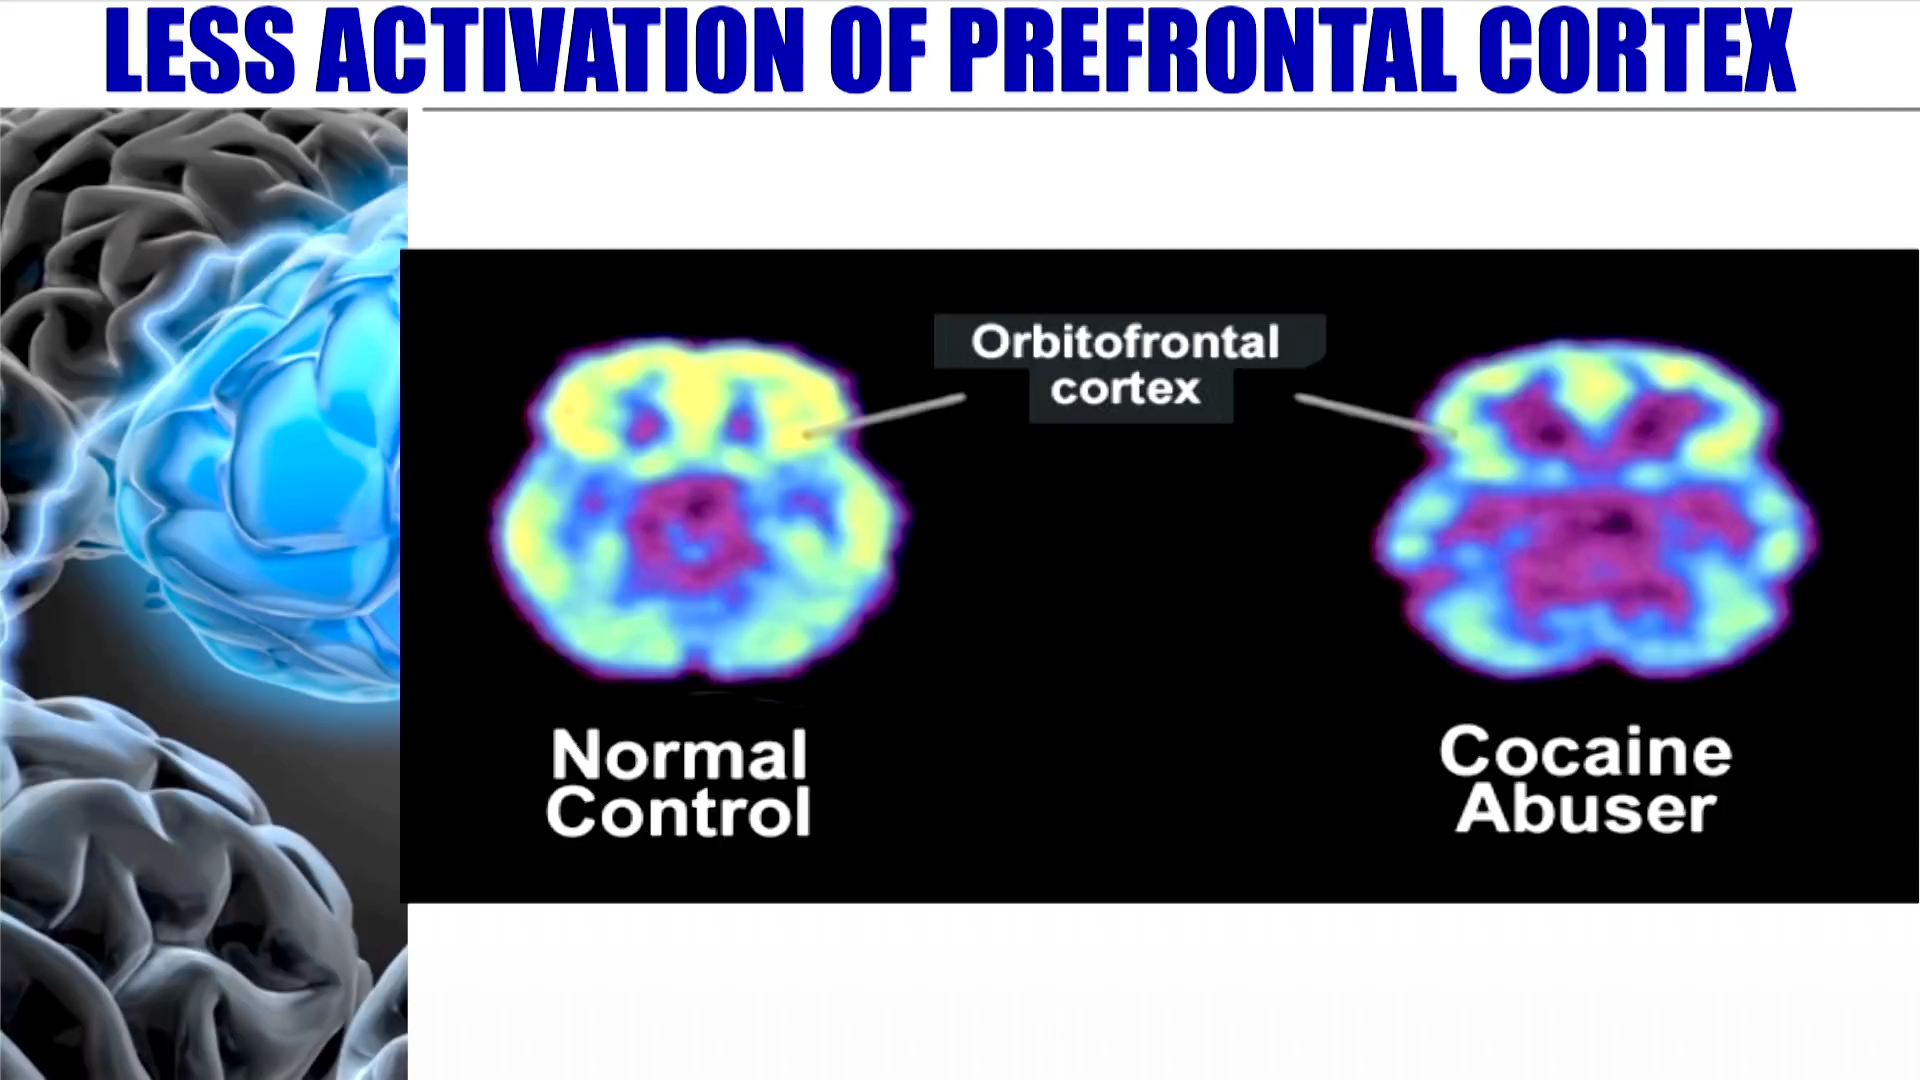 LESS ACTIVATION OF PREFRONTAL CORTEX
Orbitofrontal
cortex
Normal
Control
Cocaine
Abuser